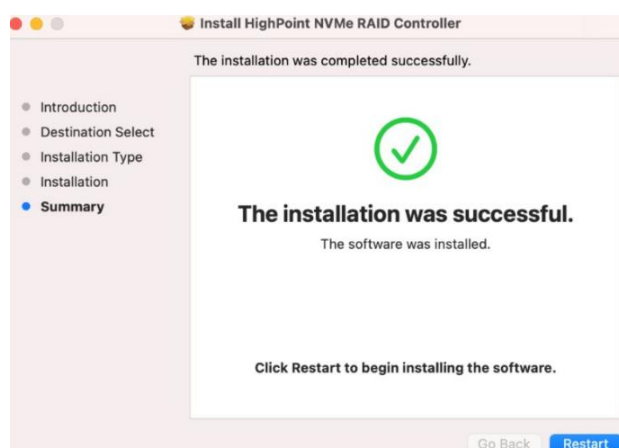 Install HighPoint NVMe RAID Controller
The installation was completed successfully.
Introduction
Destination Select
Installation Type
Installation
Summary
The installation was successful.
The software was installed.
Click Restart to begin installing the software.
Go Back
Restart